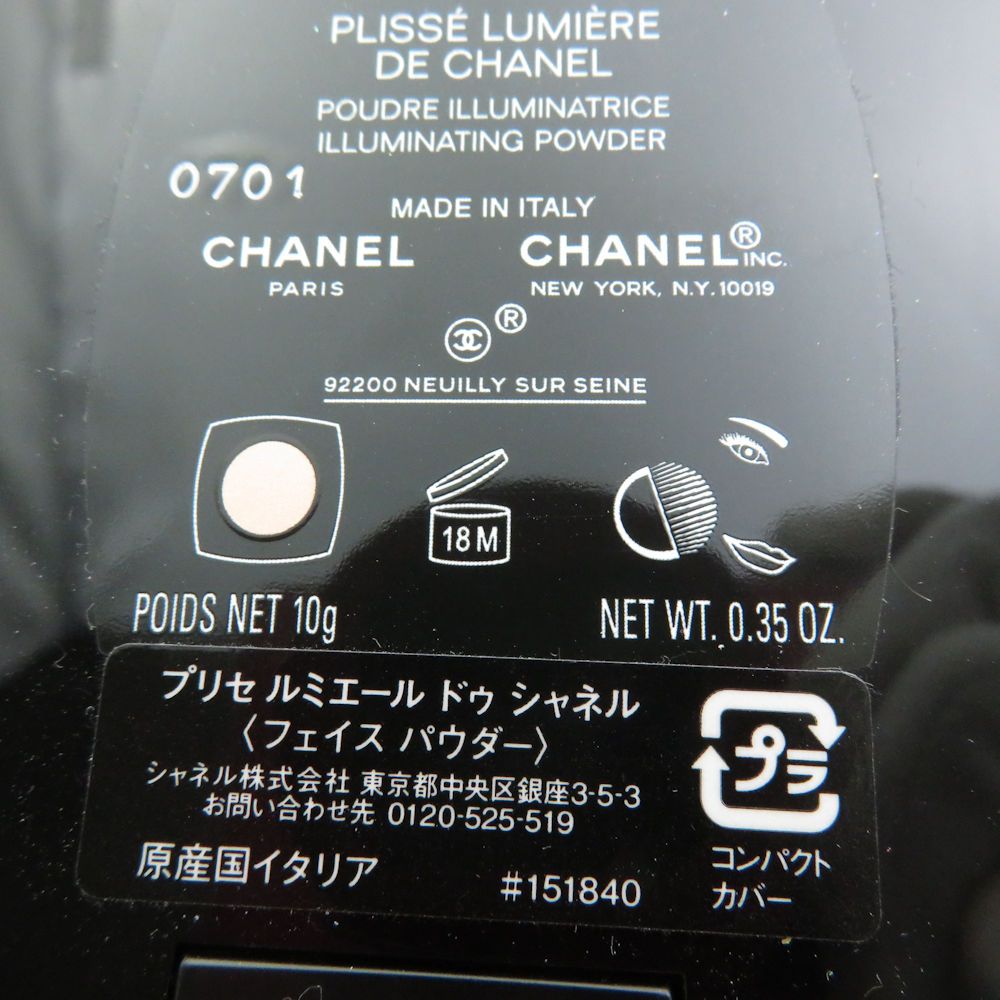 PLISSÉ LUMIÈRE
DE CHANEL
POUDRE ILLUMINATRICE
ILLUMINATING POWDER
0701
MADE IN ITALY
CHANEL
PARIS
CHANEL® INC.
NEW YORK, N.Y. 10019
®
92200 NEUILLY SUR SEINE
18 M
POIDS NET 10g
NET WT. 0.35 OZ.
プリセ ルミエール ドゥ シャネル
〈フェイス パウダー〉
シャネル株式会社 東京都中央区銀座3-5-3
お問い合わせ先 0120-525-519
原産国イタリア
#151840
プラ
コンパクト
カバー